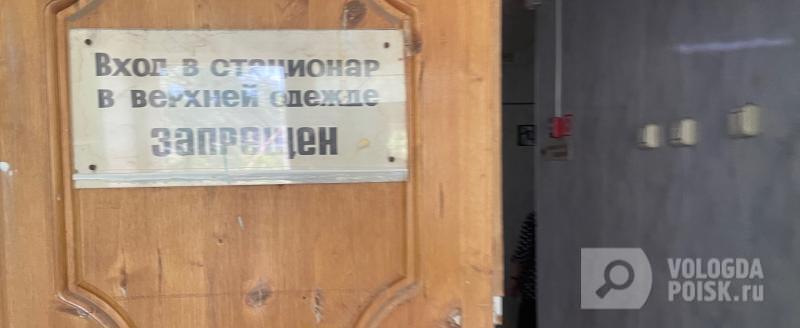 Вход в стационар
в верхней одежде
запрещен
VOLOGDA
POISK.ru